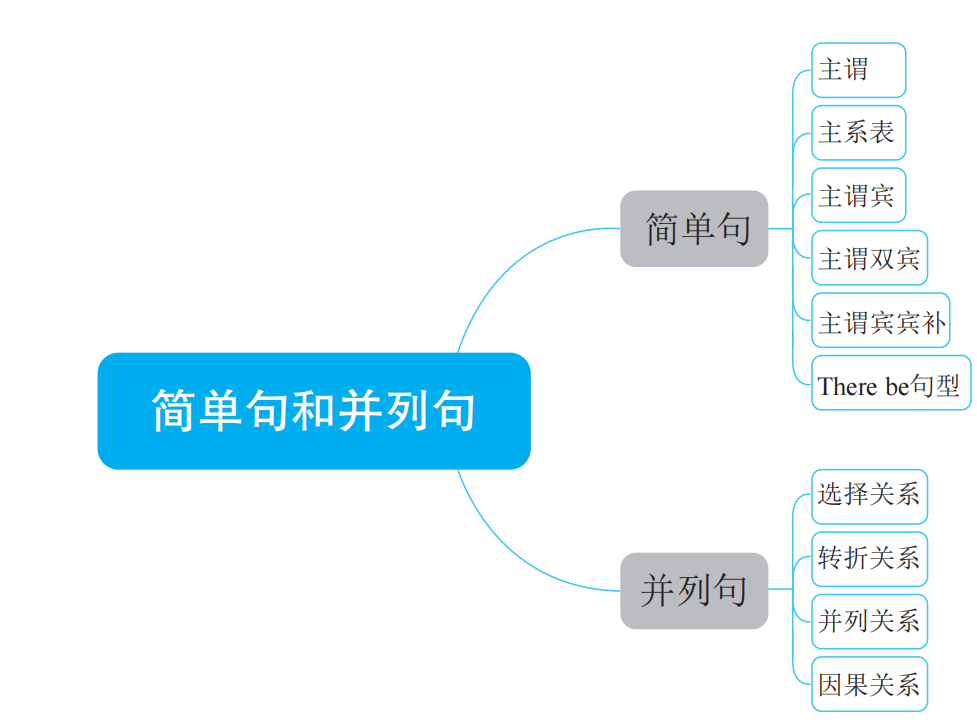 简单句和并列句
简单句
主谓
主系表
主谓宾
主谓双宾
主谓宾宾补
There be句型
并列句
选择关系
转折关系
并列关系
因果关系